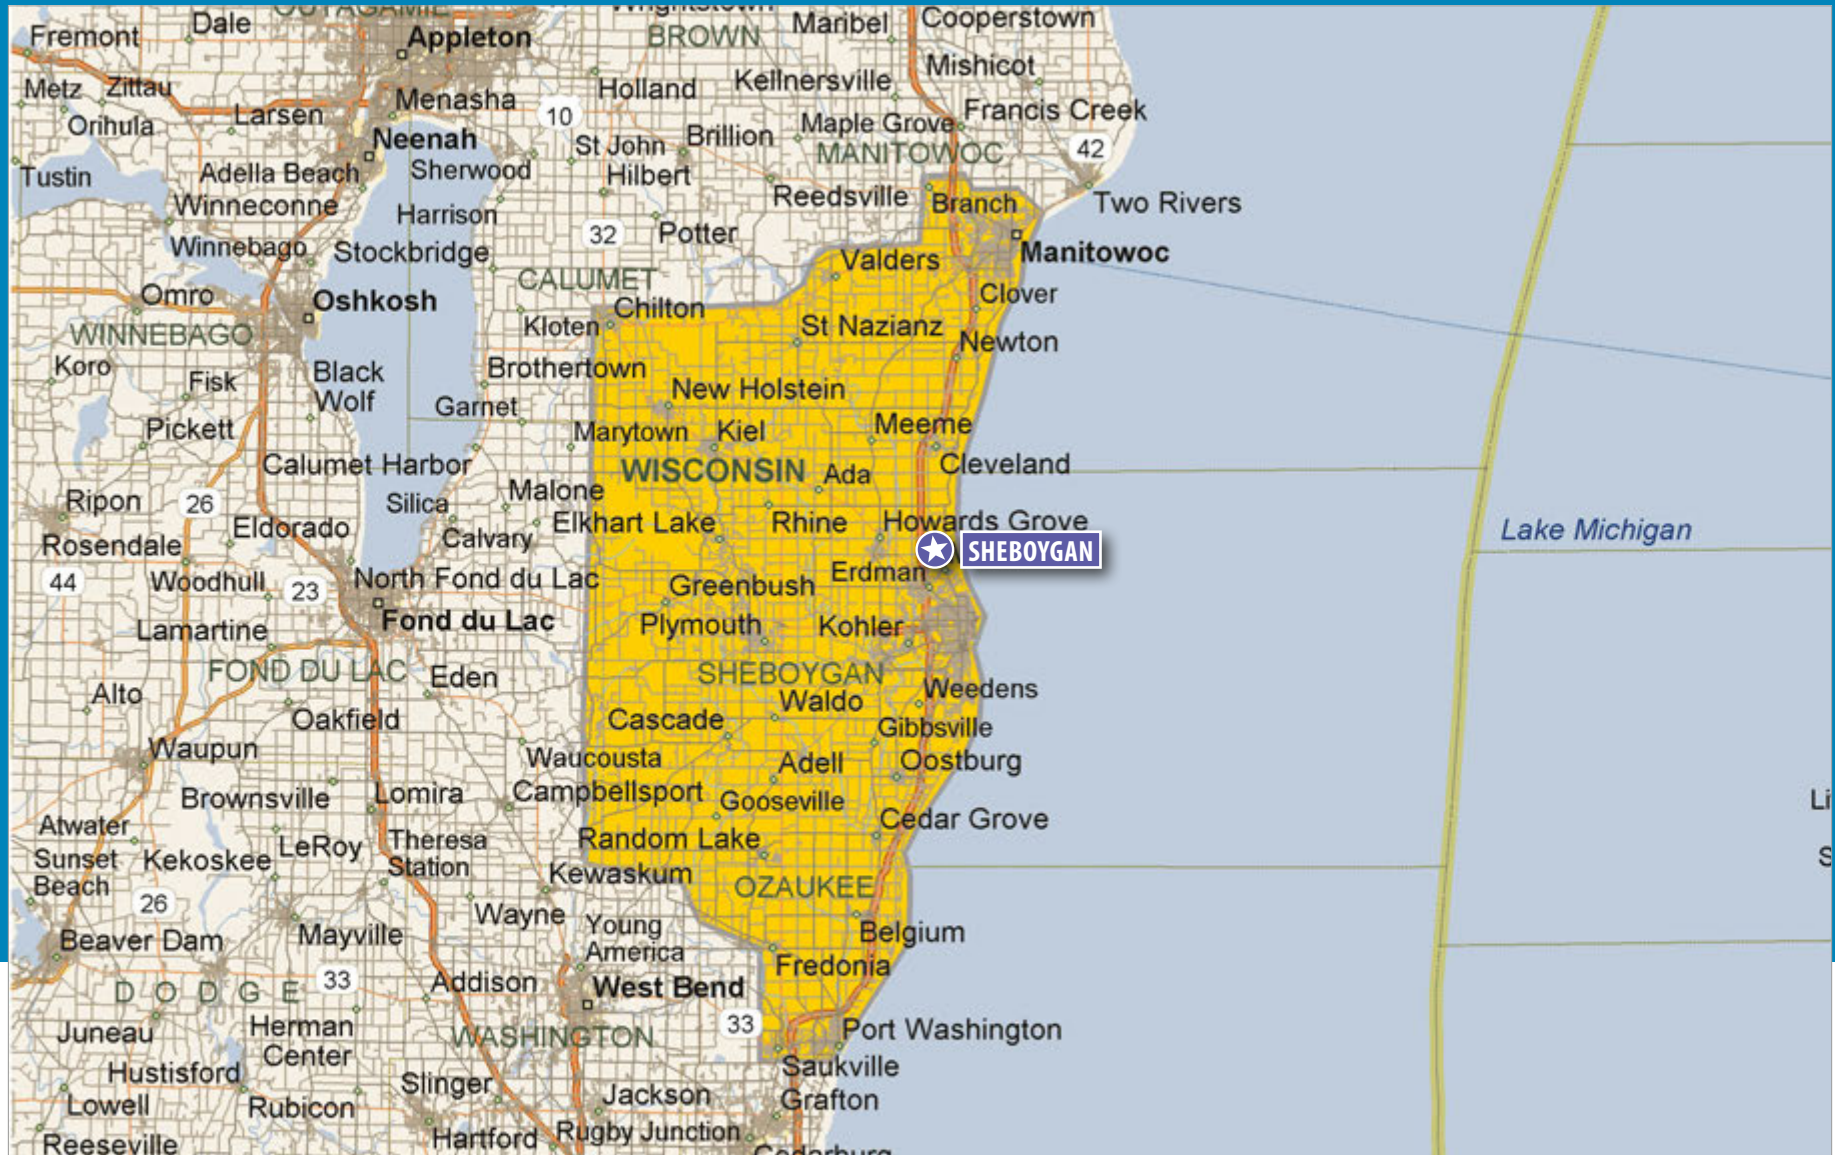 OUTAGAMIE
Wrightstown
Fremont
Dale
Appleton
BROWN
Maribel
Cooperstown
Mishicot
Metz
Zittau
Menasha
Holland
Kellnersville
Larsen
10
Francis Creek
Orihula
Neenah
St John
Brillion
Maple Grove
MANITOWOC
42
Tustin
Adella Beach
Sherwood
Hilbert
Winneconne
Harrison
Reedsville
Branch
Two Rivers
Winnebago
Stockbridge
32
Potter
Manitowoc
Valders
CALUMET
Omro
Oshkosh
Chilton
Clover
WINNEBAGO
Kloten
St Nazianz
Newton
Koro
Fisk
Black
Wolf
Brothertown
New Holstein
Garnet
Pickett
Marytown
Kiel
Meeme
Calumet Harbor
WISCONSIN
Ada
Cleveland
Ripon
26
Silica
Malone
Eldorado
Elkhart Lake
Rhine
Howards Grove
Lake Michigan
Rosendale
Calvary
SHEBOYGAN
44
Woodhull
23
North Fond du Lac
Greenbush
Erdman
Fond du Lac
Lamartine
Plymouth
Kohler
FOND DU LAC
Eden
SHEBOYGAN
Alto
Waldo
Weedens
Oakfield
Cascade
Gibbsville
Waupun
Waucousta
Adell
Oostburg
Brownsville
Lomira
Campbellsport
Gooseville
Li
Atwater
Cedar Grove
LeRoy
Theresa
Station
Random Lake
Sunset
Beach
Kekoskee
S
Kewaskum
OZAUKEE
26
Wayne
Young
America
Mayville
Belgium
Beaver Dam
Fredonia
DODGE
33
Addison
West Bend
33
Juneau
Herman
Center
WASHINGTON
Port Washington
Hustisford
Slinger
Saukville
Lowell
Rubicon
Jackson
Grafton
Reeseville
Hartford
Rugby Junction
Cedarburg